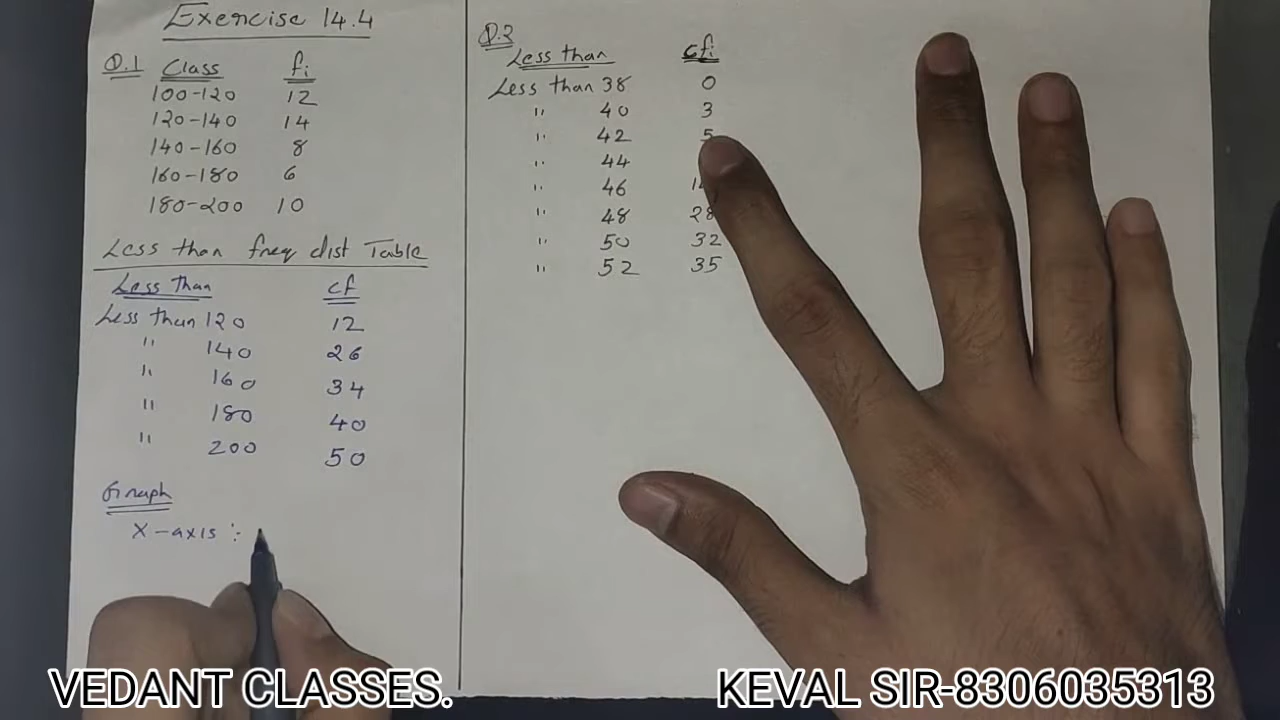 Exercise 14.4
Q.1 Class fi
100-120 12
120-140 14
140-160 8
160-180 6
180-200 10
Less than freq dist Table
Less than cf
Less than 120 12
" 140 26
" 160 34
" 180 40
" 200 50
Graph
X-axis :-
Q.2
Less than cfi
Less than 38 0
" 40 3
" 42 5
" 44
" 46
" 48 28
" 50 32
" 52 35
VEDANT CLASSES.
KEVAL SIR-8306035313